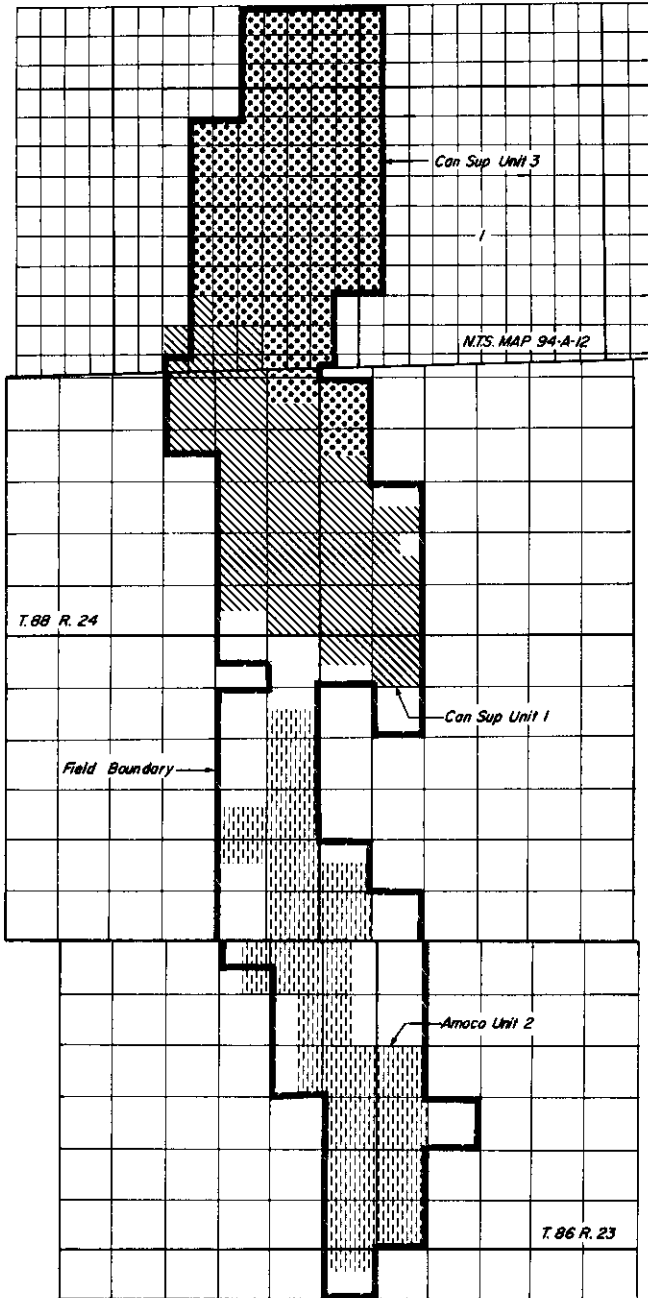 Can Sup Unit 3
I
N.T.S. MAP 94-A-12
T. 88 R. 24
Can Sup Unit 1
Field Boundary
Amoco Unit 2
T. 86 R. 23